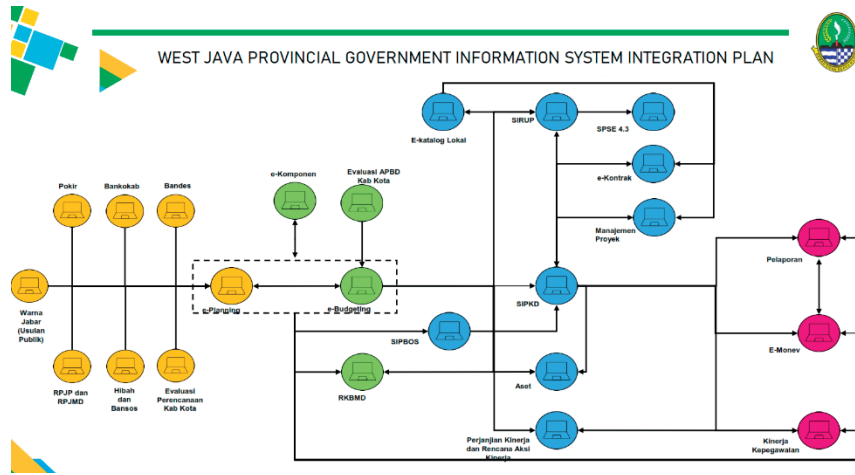 WEST JAVA PROVINCIAL GOVERNMENT INFORMATION SYSTEM INTEGRATION PLAN
E-katalog Lokal
SIRUP
SPSE 4.3
e-Kontrak
Manajemen
Proyek
Pokir
Bankokab
Bandes
e-Komponen
Evaluasi APBD
Kab Kota
Warna
Jabar
(Usulan
Publik)
e-Planning
e-Budgeting
SIPKD
Pelaporan
SIPBOS
E-Monev
RPJP dan
RPJMD
Hibah
dan
Bansos
Evaluasi
Perencanaan
Kab Kota
RKBMD
Aset
Perjanjian Kinerja
dan Rencana Aksi
Kinerja
Kinerja
Kepegawaian